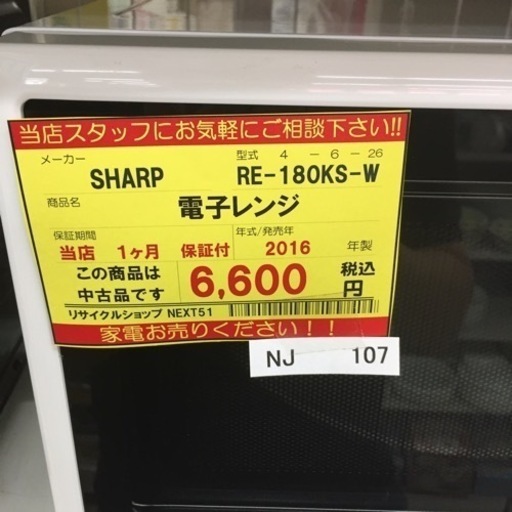 当店スタッフにお気軽にご相談下さい!!
メーカー
型式 4 - 6 - 26
SHARP
RE-180KS-W
商品名
電子レンジ
保証期間
年式/発売年
当店 1ヶ月 保証付
2016 年製
この商品は
中古品です
6,600
税込
円
リサイクルショップ NEXT51
家電お売りください!!
NJ 107